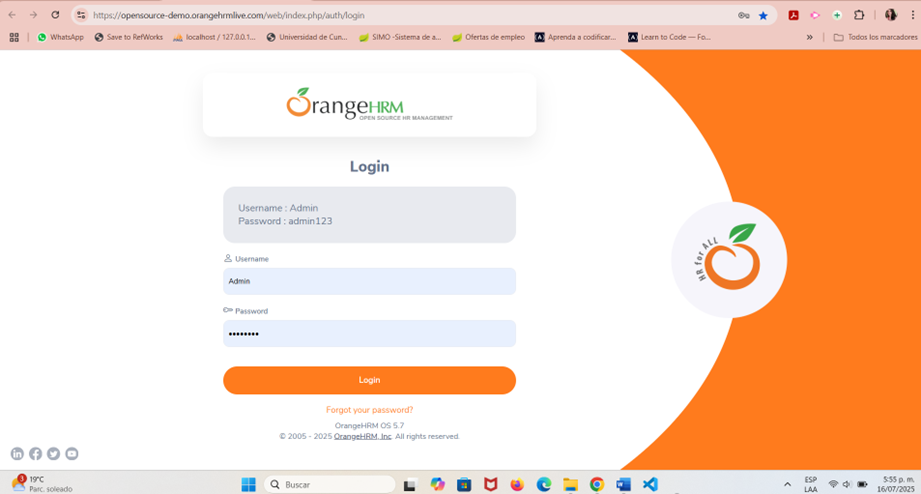 https://opensource-demo.orangehrmlive.com/web/index.php/auth/login
WhatsApp
Save to RefWorks
localhost / 127.0.0.1...
Universidad de Cun...
SIMO -Sistema de a...
Ofertas de empleo
Aprenda a codificar...
Learn to Code — Fo...
»
Todos los marcadores
OrangeHRM
OPEN SOURCE HR MANAGEMENT
Login
Username : Admin
Password : admin123
Username
Admin
Password
••••••••
Login
Forgot your password?
OrangeHRM OS 5.7
© 2005 - 2025 OrangeHRM, Inc. All rights reserved.
HR for ALL
3
19°C
Parc. soleado
Buscar
ESP
LAA
5:55 p. m.
16/07/2025